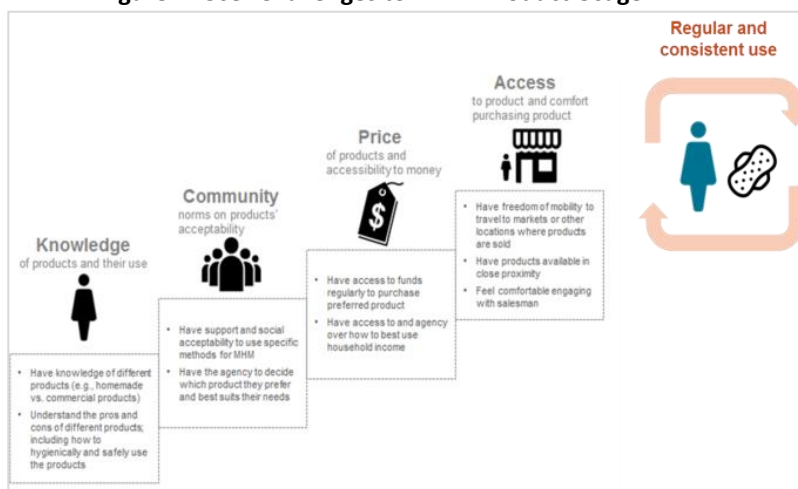 Challenges to
Product Usage
Regular and
consistent use
Access
to product and comfort
purchasing product
• Have freedom of mobility to
travel to markets or other
locations where products
are sold
• Have products available in
close proximity
• Feel comfortable engaging
with salesman
Price
of products and
accessibility to money
$
• Have access to funds
regularly to purchase
preferred product
• Have access to and agency
over how to best use
household income
Community
norms on products'
acceptability
• Have support and social
acceptability to use specific
methods for MHM
• Have the agency to decide
which product they prefer
and best suits their needs
Knowledge
of products and their use
• Have knowledge of different
products (e.g., homemade
vs. commercial products)
• Understand the pros and
cons of different products;
including how to
hygienically and safely use
the products